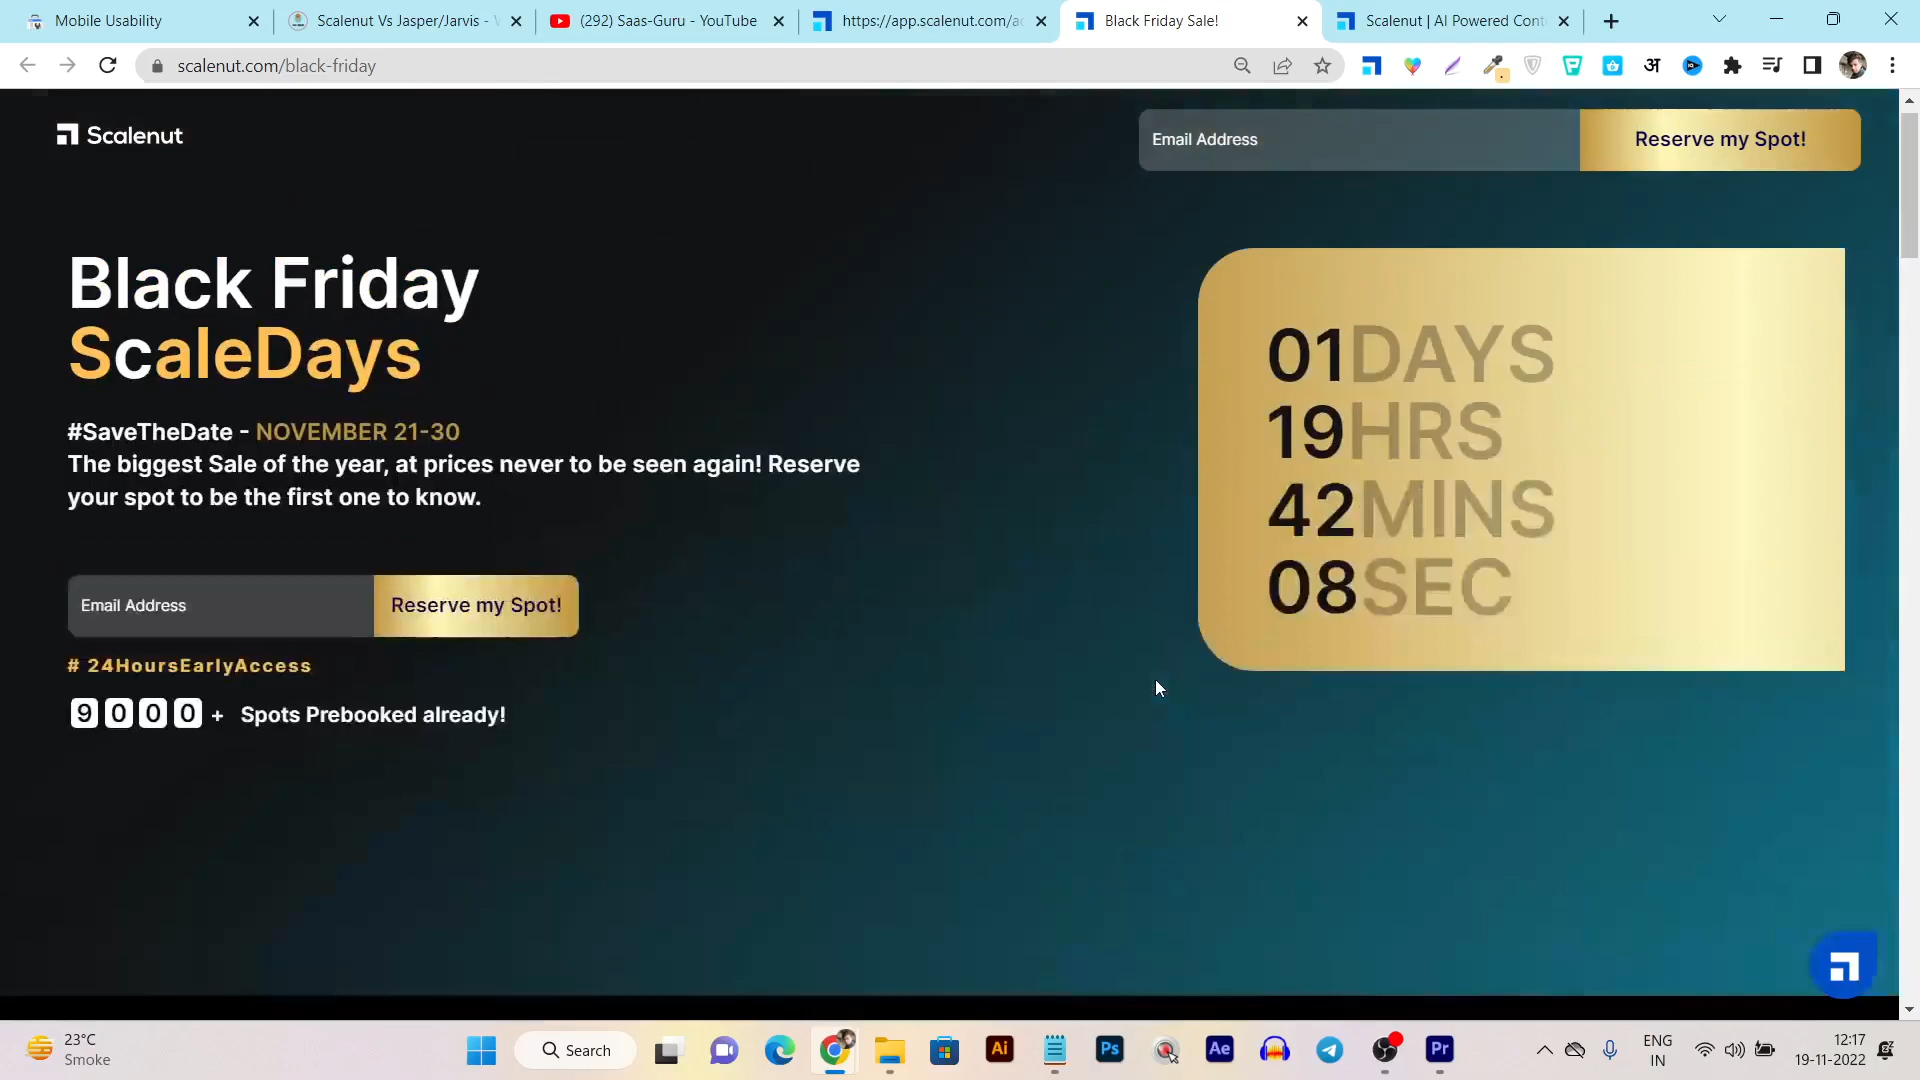 Mobile Usability
Scalenut Vs Jasper/Jarvis -
(292) Saas-Guru - YouTube
https://app.scalenut.com/
Black Friday Sale!
Scalenut | AI Powered Cont
scalenut.com/black-friday
अ
Scalenut
Email Address
Reserve my Spot!
Black Friday
ScaleDays
#SaveTheDate - NOVEMBER 21-30
The biggest Sale of the year, at prices never to be seen again! Reserve
your spot to be the first one to know.
Email Address
Reserve my Spot!
# 24HoursEarlyAccess
9000 + Spots Prebooked already!
01DAYS
19HRS
42MINS
08SEC
23°C
Smoke
Search
Ai
Ps
Ae
Pr
ENG
IN
12:17
19-11-2022